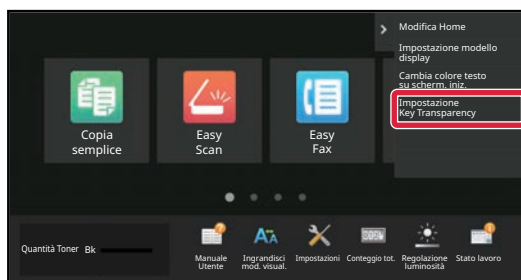 Modifica Home
Impostazione modello
display
Cambia colore testo
su scherm. iniz.
Impostazione
Key Transparency
Copia
semplice
Easy
Scan
Easy
Fax
Quantità Toner Bk
Manuale
Utente
Ingrandisci
mod. visual.
Impostazioni
Conteggio tot.
Regolazione
luminosità
Stato lavoro